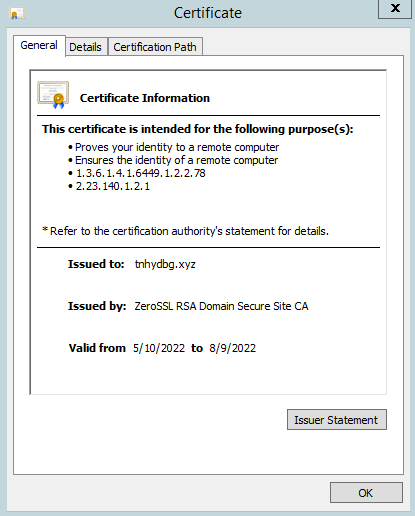 Certificate
x
General
Details
Certification Path
Certificate Information
This certificate is intended for the following purpose(s):
• Proves your identity to a remote computer
• Ensures the identity of a remote computer
• 1.3.6.1.4.1.6449.1.2.2.78
• 2.23.140.1.2.1
* Refer to the certification authority's statement for details.
Issued to: tnhydbg.xyz
Issued by: ZeroSSL RSA Domain Secure Site CA
Valid from 5/10/2022 to 8/9/2022
Issuer Statement
OK